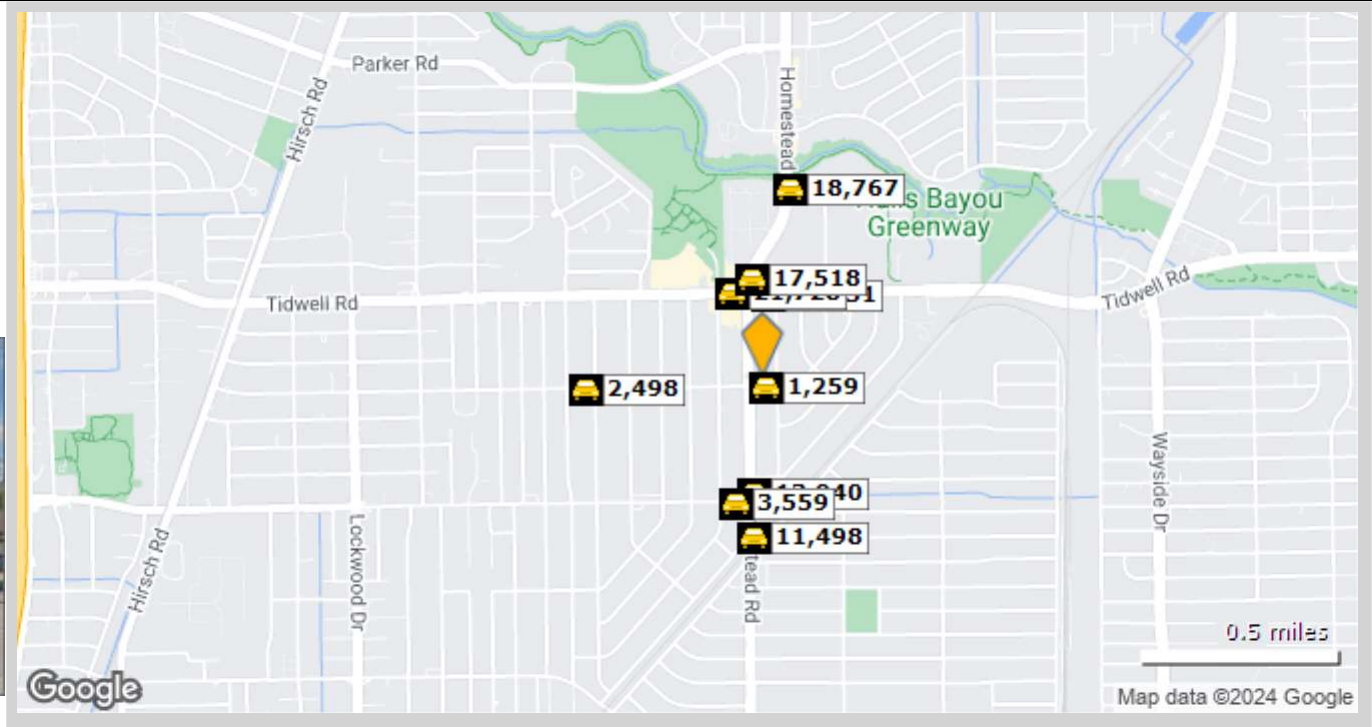 Parker Rd
Hirsch Rd
Homestead
18,767
Bayou
Greenway
17,518
Tidwell Rd
Tidwell Rd
2,498
1,259
Wayside Dr
3,559
11,498
Lockwood Dr
Hirsch Rd
tead Rd
0.5 miles
Google
Map data ©2024 Google